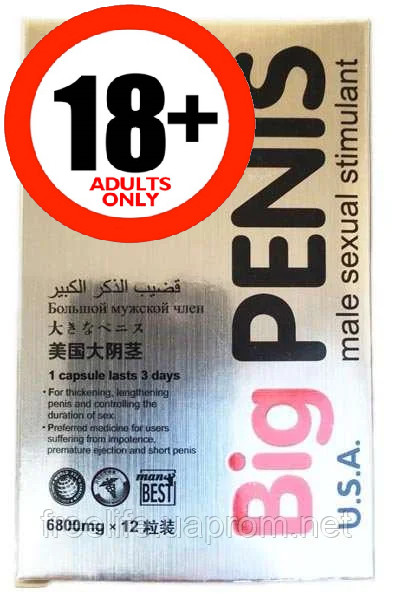 18+
ADULTS
ONLY
Big PENIS
male sexual stimulant
U.S.A.
قضيب الذكر الكبير
Большой мужской член
大きなペニス
美国大阴茎
1 capsule lasts 3 days
• For thickening, lengthening
penis and controlling the
duration of sex.
• Preferred medicine for users
suffering from impotence,
premature ejection and short penis
man's
BEST
6800mg × 12 粒装